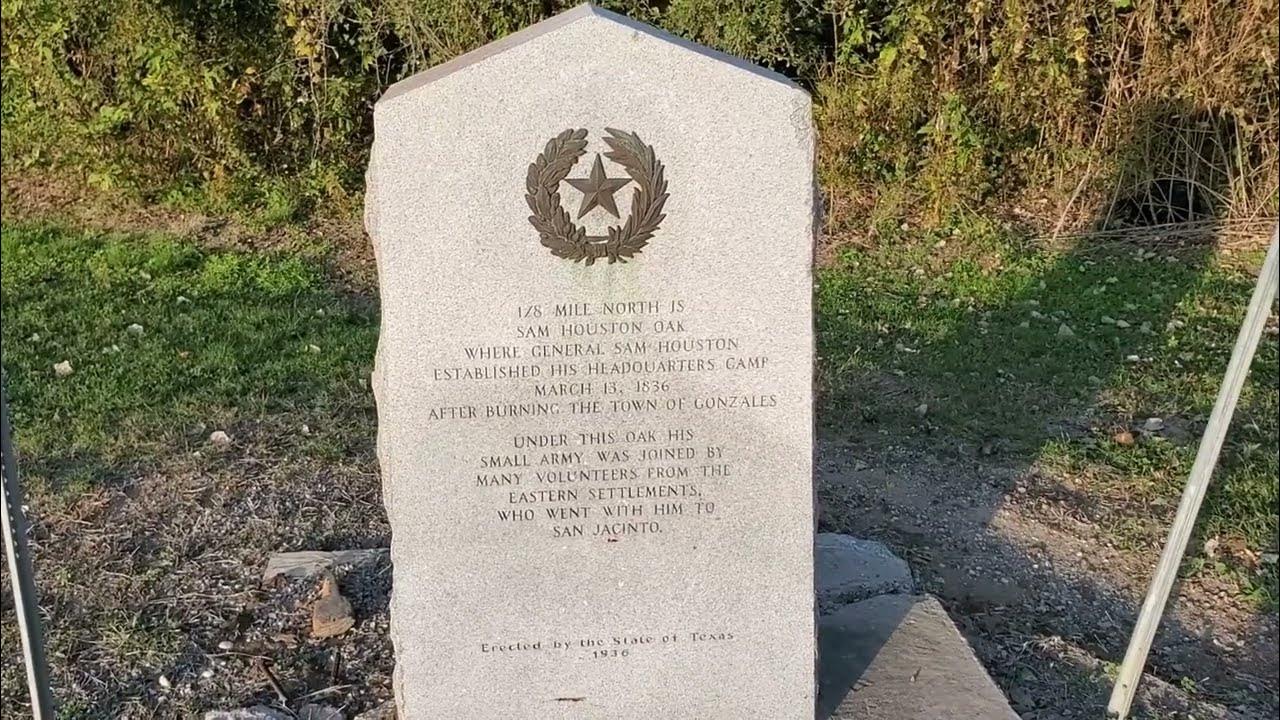 1/8 MILE NORTH IS
SAM HOUSTON OAK
WHERE GENERAL SAM HOUSTON
ESTABLISHED HIS HEADQUARTERS CAMP
MARCH 13, 1836
AFTER BURNING THE TOWN OF GONZALES
UNDER THIS OAK HIS
SMALL ARMY WAS JOINED BY
MANY VOLUNTEERS FROM THE
EASTERN SETTLEMENTS,
WHO WENT WITH HIM TO
SAN JACINTO.
Erected by the State of Texas
1936